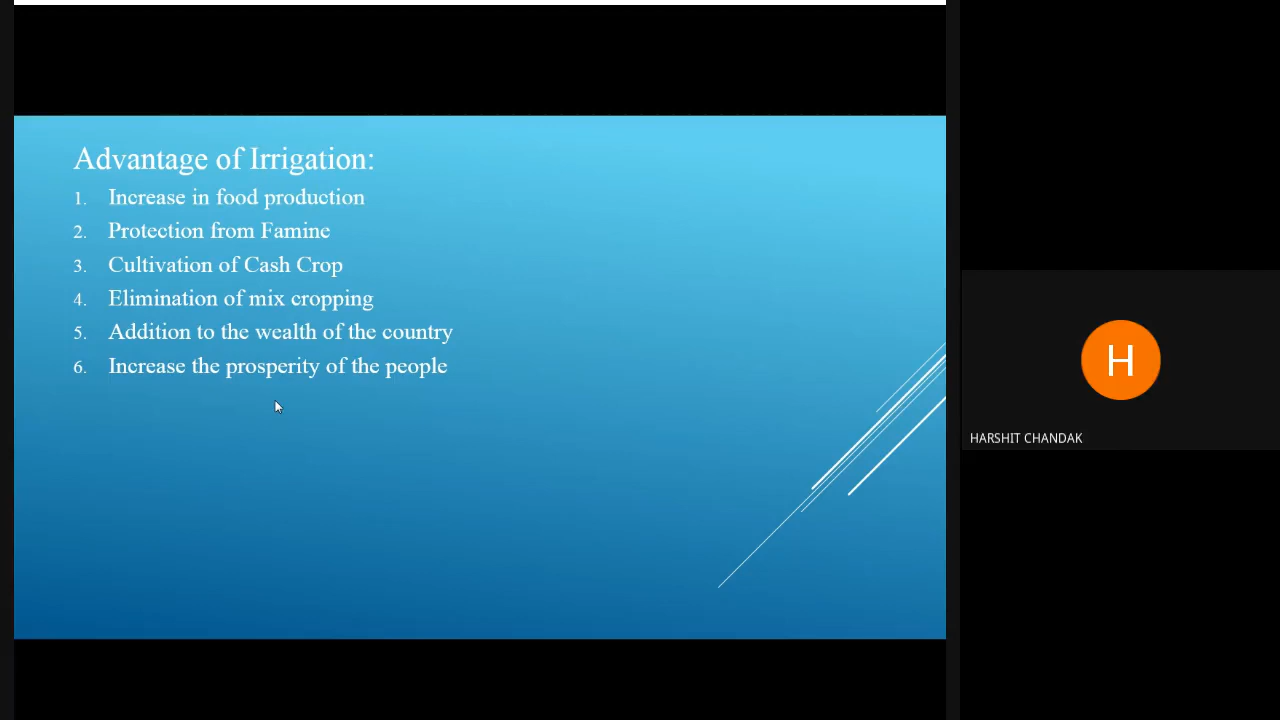 Advantage of Irrigation:
1. Increase in food production
2. Protection from Famine
3. Cultivation of Cash Crop
4. Elimination of mix cropping
5. Addition to the wealth of the country
6. Increase the prosperity of the people
H
HARSHIT CHANDAK